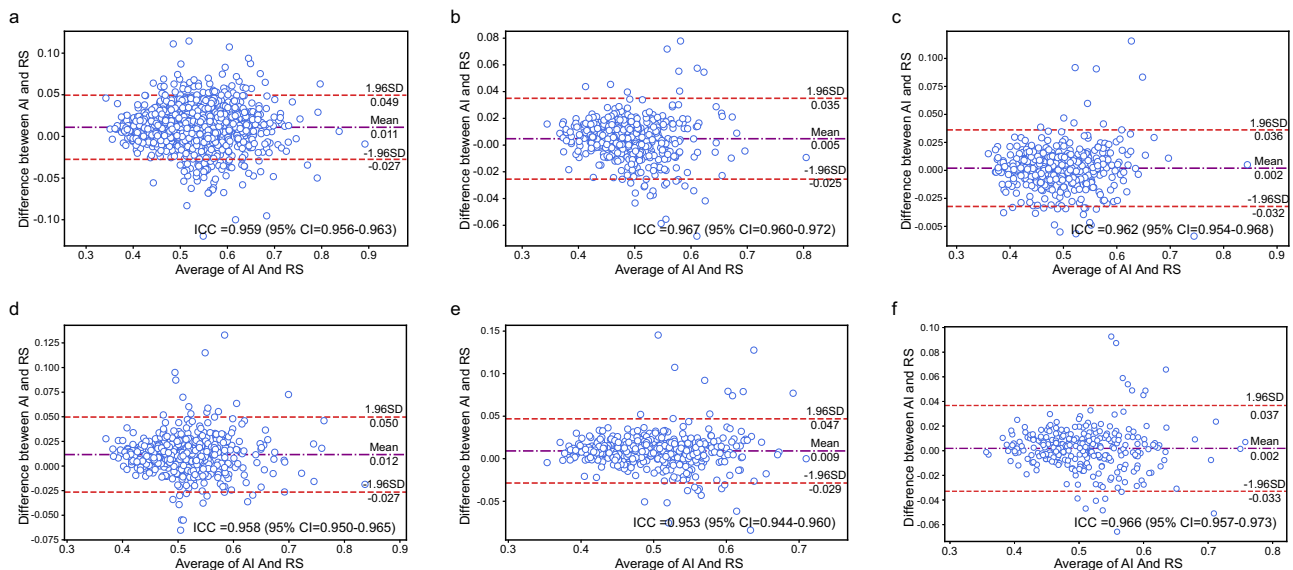 a
Difference bteween AI and RS
0.10
0.05
0.00
-0.05
-0.10
1.96SD
0.049
Mean
0.011
-1.96SD
-0.027
ICC =0.959 (95% CI=0.956-0.963)
0.3 0.4 0.5 0.6 0.7 0.8 0.9
Average of AI And RS
b
Difference bteween AI and RS
0.08
0.06
0.04
0.02
-0.00
-0.02
-0.04
-0.06
1.96SD
0.035
Mean
0.005
-1.96SD
-0.025
ICC =0.967 (95% CI=0.960-0.972)
0.3 0.4 0.5 0.6 0.7 0.8
Average of AI And RS
c
Difference bteween AI and RS
0.100
0.075
0.050
0.025
0.000
-0.025
-0.005
1.96SD
0.036
Mean
0.002
-1.96SD
-0.032
ICC =0.962 (95% CI=0.954-0.968)
0.3 0.4 0.5 0.6 0.7 0.8 0.9
Average of AI And RS
d
Difference bteween AI and RS
0.125
0.100
0.075
0.050
0.025
0.000
-0.025
-0.050
-0.075
1.96SD
0.050
Mean
0.012
-1.96SD
-0.027
ICC =0.958 (95% CI=0.950-0.965)
0.3 0.4 0.5 0.6 0.7 0.8 0.9
Average of AI And RS
e
Difference bteween AI and RS
0.15
0.10
0.05
0.00
-0.05
1.96SD
0.047
Mean
0.009
-1.96SD
-0.029
ICC =0.953 (95% CI=0.944-0.960)
0.3 0.4 0.5 0.6 0.7
Average of AI And RS
f
Difference bteween AI and RS
0.10
0.08
0.06
0.04
0.02
0.00
-0.02
-0.04
-0.06
1.96SD
0.037
Mean
0.002
-1.96SD
-0.033
ICC =0.966 (95% CI=0.957-0.973)
0.3 0.4 0.5 0.6 0.7 0.8
Average of AI And RS